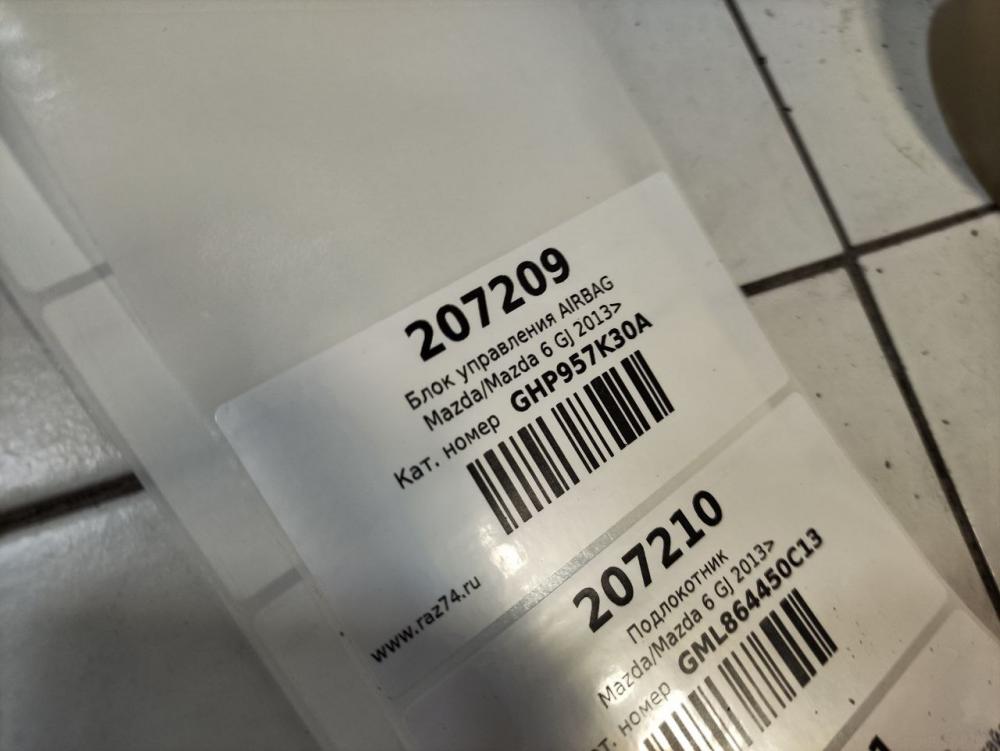 207209
Блок управления AIRBAG
Mazda/Mazda 6 GJ 2013>
Кат. номер GHP957K30A
www.raz74.ru
207210
Подлокотник
Mazda/Mazda 6 GJ 2013>
Кат. номер GML864450C13